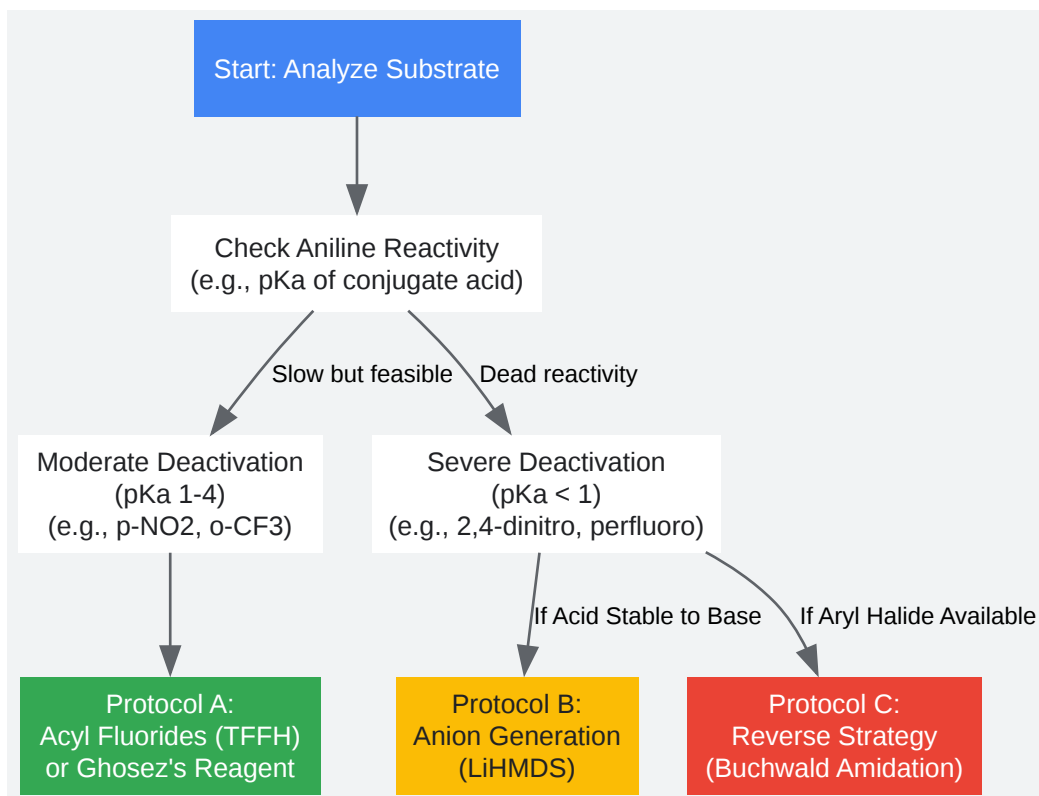 Start: Analyze Substrate
Check Aniline Reactivity
(e.g., pKa of conjugate acid)
Slow but feasible
Dead reactivity
Moderate Deactivation
(pKa 1-4)
(e.g., p-NO2, o-CF3)
Severe Deactivation
(pKa < 1)
(e.g., 2,4-dinitro, perfluoro)
If Acid Stable to Base
If Aryl Halide Available
Protocol A:
Acyl Fluorides (TFFH)
or Ghosez's Reagent
Protocol B:
Anion Generation
(LiHMDS)
Protocol C:
Reverse Strategy
(Buchwald Amidation)